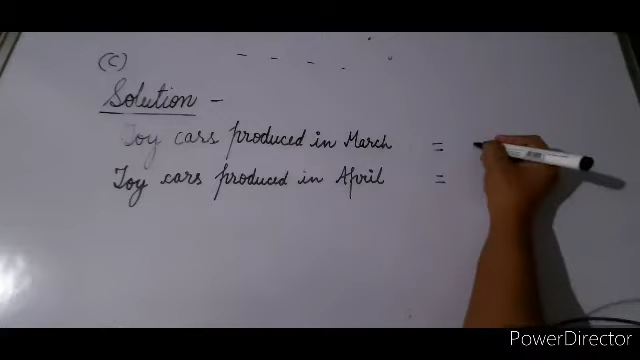 (C)
Solution -
Toy cars produced in March =
Toy cars produced in April =
PowerDirector